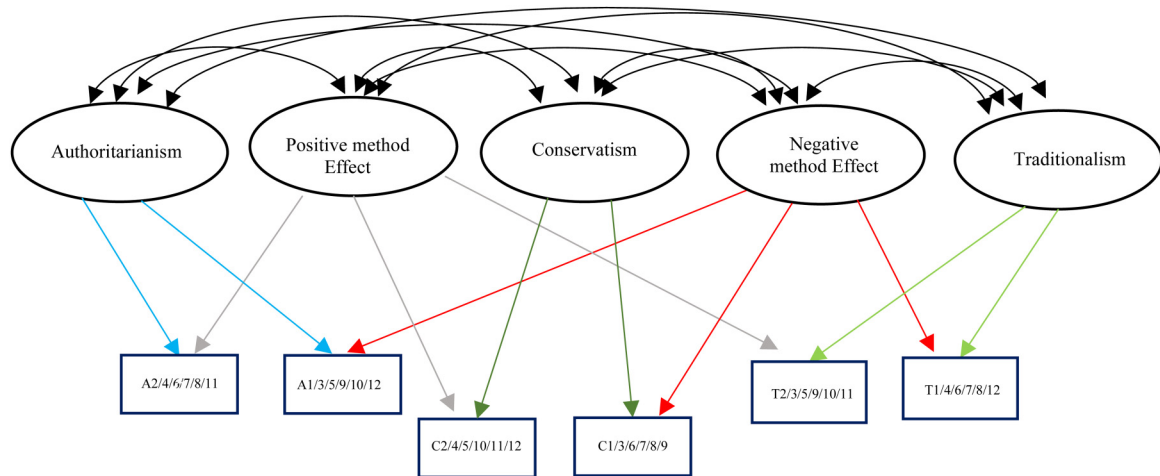 Authoritarianism
Positive method
Effect
Conservatism
Negative
method Effect
Traditionalism
A2/4/6/7/8/11
A1/3/5/9/10/12
T2/3/5/9/10/11
T1/4/6/7/8/12
C2/4/5/10/11/12
C1/3/6/7/8/9